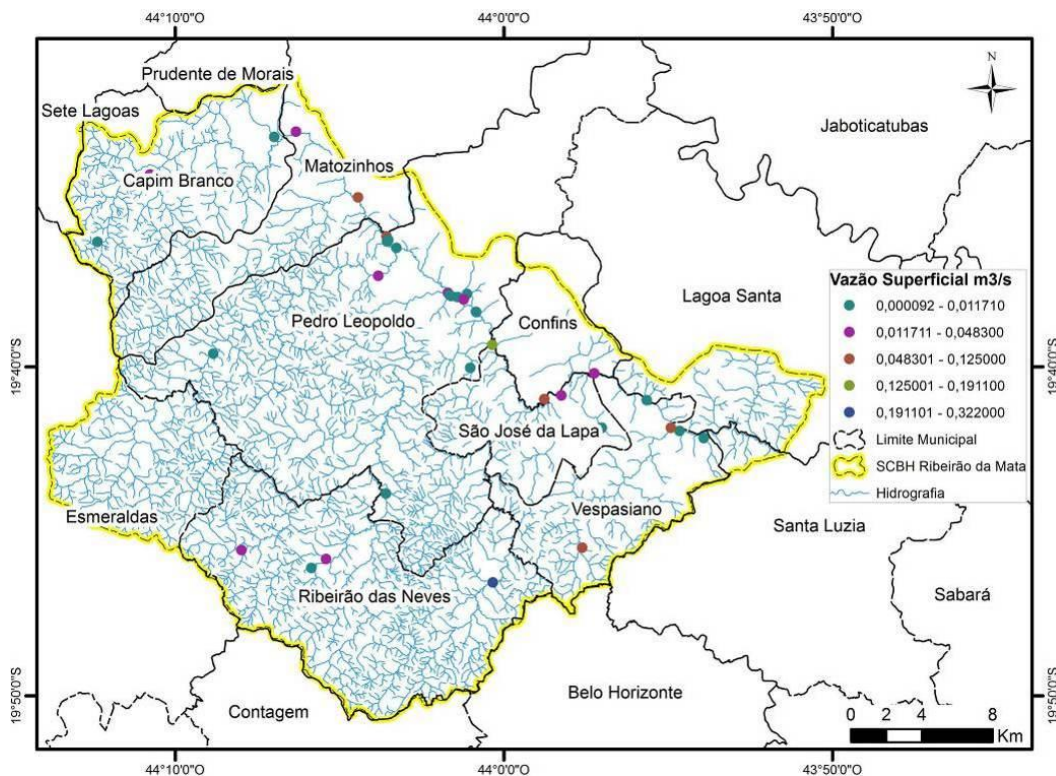 44°10'0"O
44°0'0"O
43°50'0"O
N
Prudente de Morais
Sete Lagoas
Jaboticatubas
Matozinhos
Capim Branco
Vazão Superficial m3/s
0,000092 - 0,011710
0,011711 - 0,048300
0,048301 - 0,125000
0,125001 - 0,191100
0,191101 - 0,322000
Limite Municipal
SCBH Ribeirão da Mata
Hidrografia
Lagoa Santa
Pedro Leopoldo
Confins
19°40'0"S
19°40'0"S
São José da Lapa
Esmeraldas
Vespasiano
Santa Luzia
Ribeirão das Neves
Sabará
Belo Horizonte
Contagem
19°50'0"S
19°50'0"S
0 2 4 8
Km
44°10'0"O
44°0'0"O
43°50'0"O